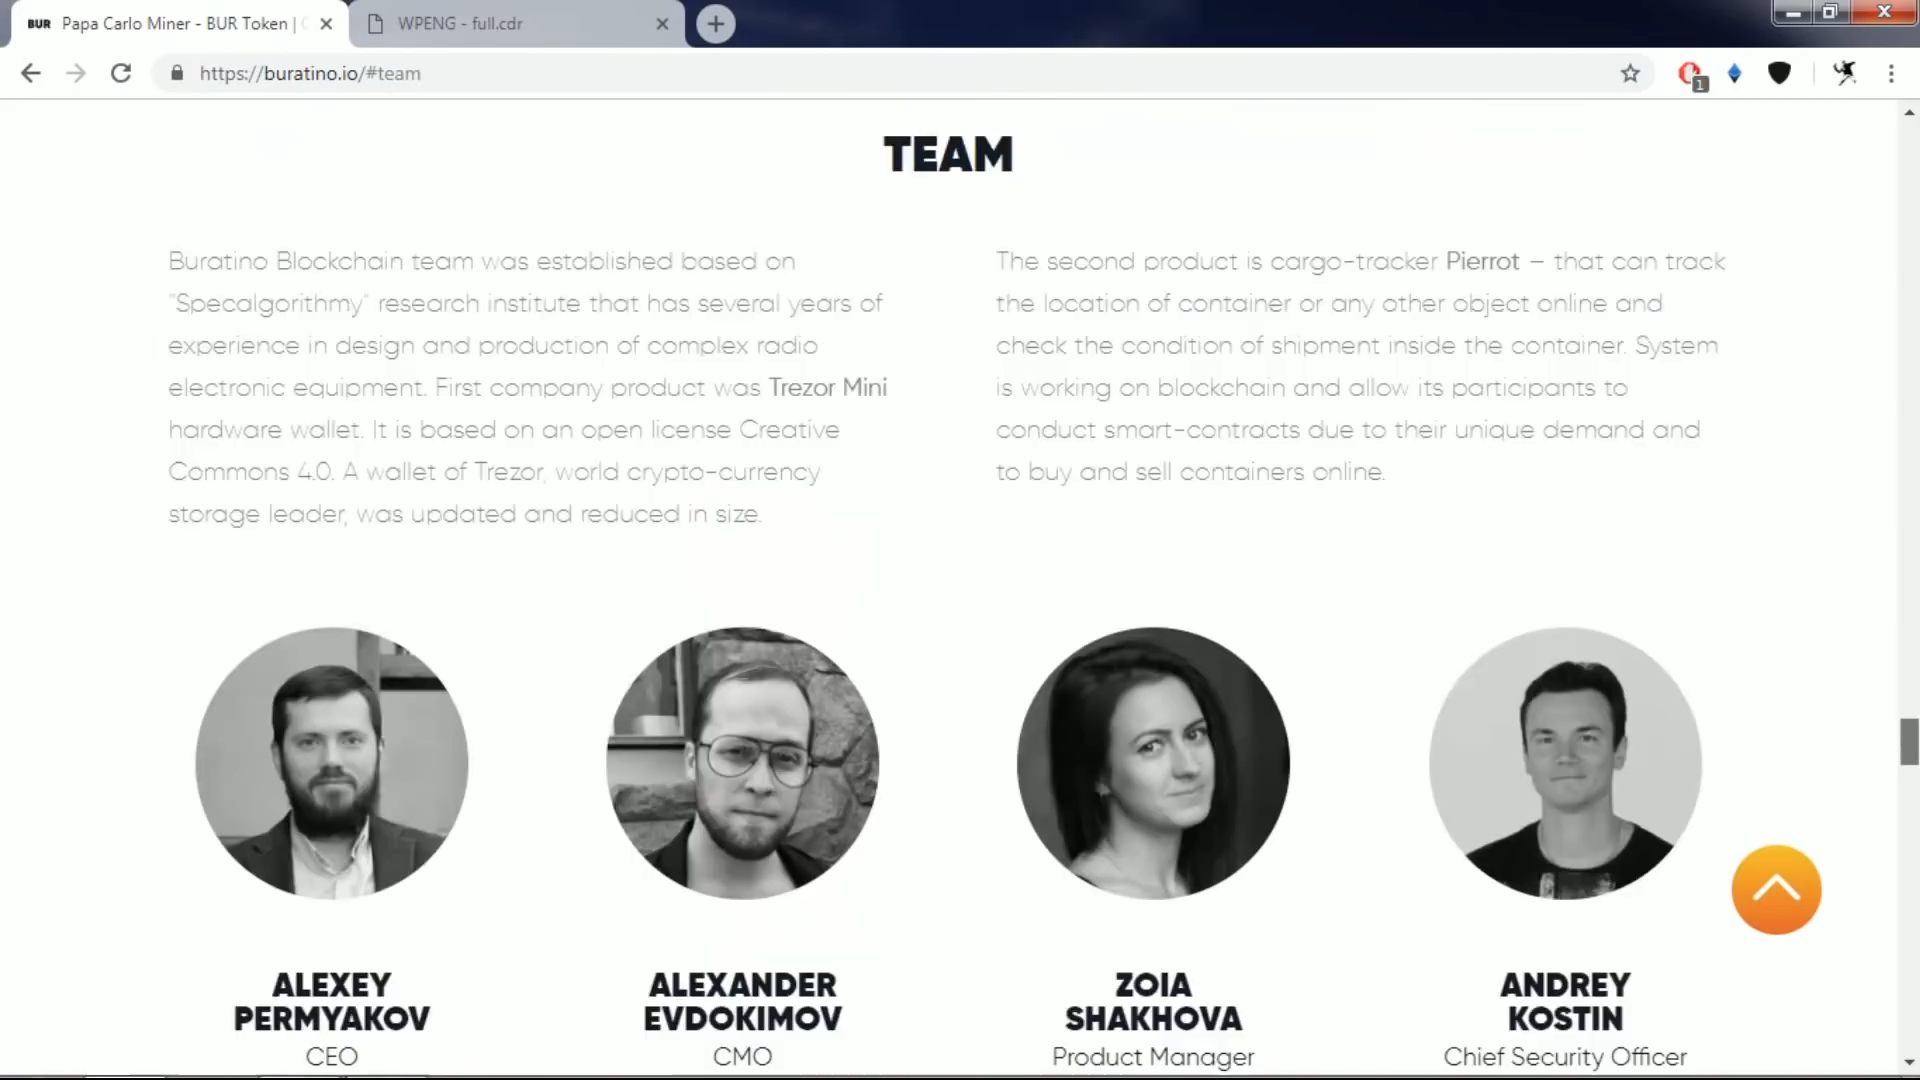 BUR Papa Carlo Miner - BUR Token |
WPENG - full.cdr
https://buratino.io/#team
1
TEAM
Buratino Blockchain team was established based on
"Specalgorithmy" research institute that has several years of
experience in design and production of complex radio
electronic equipment. First company product was Trezor Mini
hardware wallet. It is based on an open license Creative
Commons 4.0. A wallet of Trezor, world crypto-currency
storage leader, was updated and reduced in size.
The second product is cargo-tracker Pierrot – that can track
the location of container or any other object online and
check the condition of shipment inside the container. System
is working on blockchain and allow its participants to
conduct smart-contracts due to their unique demand and
to buy and sell containers online.
ALEXEY
PERMYAKOV
CEO
ALEXANDER
EVDOKIMOV
CMO
ZOIA
SHAKHOVA
Product Manager
ANDREY
KOSTIN
Chief Security Officer